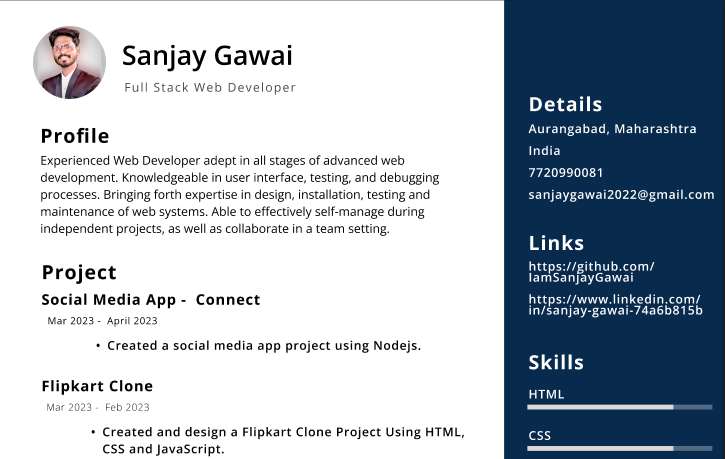 Sanjay Gawai
Full Stack Web Developer
Profile
Experienced Web Developer adept in all stages of advanced web
development. Knowledgeable in user interface, testing, and debugging
processes. Bringing forth expertise in design, installation, testing and
maintenance of web systems. Able to effectively self-manage during
independent projects, as well as collaborate in a team setting.
Project
Social Media App - Connect
Mar 2023 - April 2023
• Created a social media app project using Nodejs.
Flipkart Clone
Mar 2023 - Feb 2023
• Created and design a Flipkart Clone Project Using HTML,
CSS and JavaScript.
Details
Aurangabad, Maharashtra
India
7720990081
sanjaygawai2022@gmail.com
Links
https://github.com/
IamSanjayGawai
https://www.linkedin.com/
in/sanjay-gawai-74a6b815b
Skills
HTML
CSS